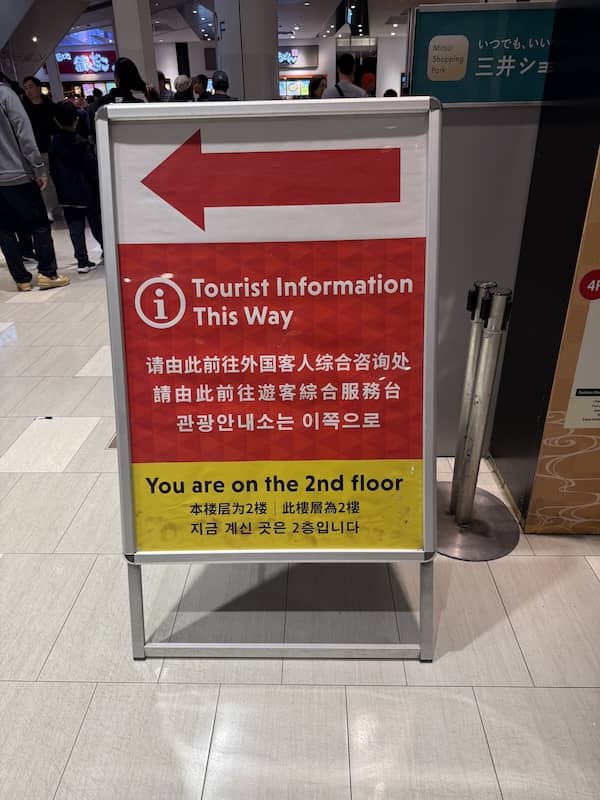 Mitsui
Shopping
Park
いつでも、いい
三井ショ
Tourist Information
This Way
请由此前往外国客人综合咨询处
請由此前往遊客綜合服務台
관광안내소는 이쪽으로
You are on the 2nd floor
本楼层为2楼｜此樓層為2樓
지금 계신 곳은 2층입니다
4F